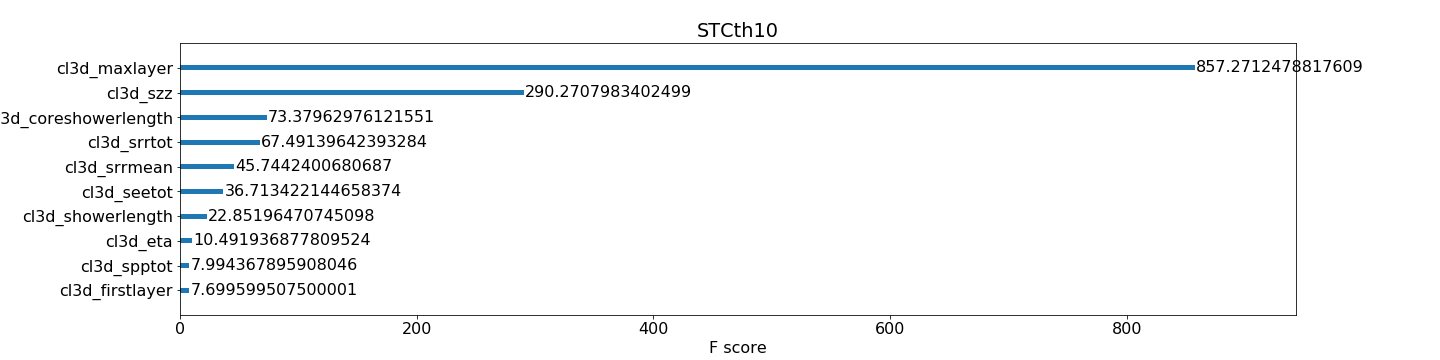 STCth10
cl3d_maxlayer 857.2712478817609
cl3d_szz 290.2707983402499
3d_coreshowerlength 73.37962976121551
cl3d_srrtot 67.49139642393284
cl3d_srrmean 45.7442400680687
cl3d_seetot 36.713422144658374
cl3d_showerlength 22.85196470745098
cl3d_eta 10.491936877809524
cl3d_spptot 7.994367895908046
cl3d_firstlayer 7.699599507500001
0 200 400 600 800
F score